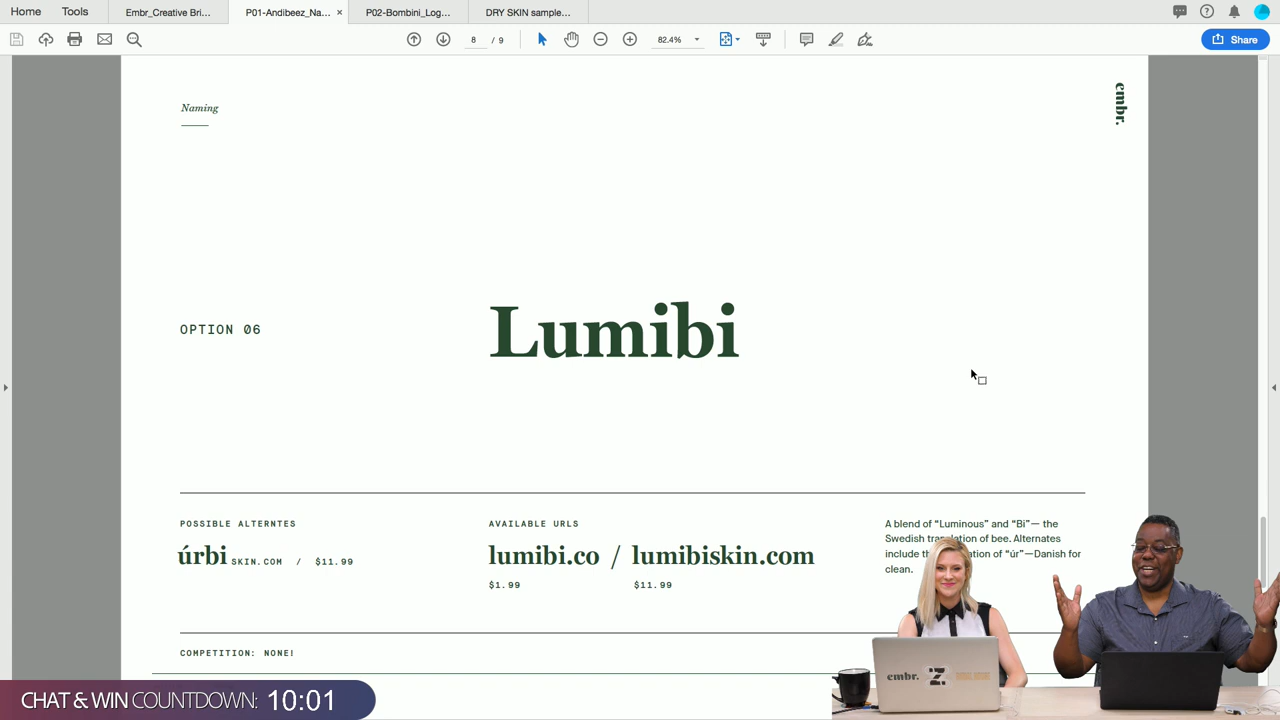 Home Tools Embr_Creative Bri... P01-Andibeez_Na... × P02-Bombini_Log... DRY SKIN sample...
8 / 9 82.4% Share
Naming
embr.
OPTION 06
Lumibi
POSSIBLE ALTERNTES
úrbi SKIN.COM / $11.99
AVAILABLE URLS
lumibi.co / lumibiskin.com
$1.99 $11.99
A blend of “Luminous” and “Bi”— the
Swedish translation of bee. Alternates
include th ation of “úr”—Danish for
clean.
COMPETITION: NONE!
embr.
CHAT & WIN COUNTDOWN: 10:01